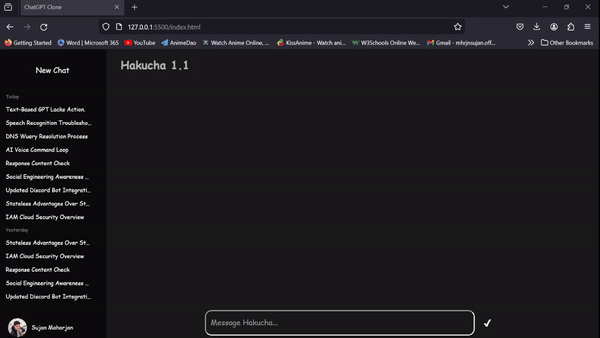 ChatGPT Clone
127.0.0.1:5500/index.html
Getting Started
Word | Microsoft 365
YouTube
AnimeDao
Watch Anime Online, ...
KissAnime - Watch ani...
W3Schools Online We...
Gmail - mhrjnsujan.off...
Other Bookmarks
New Chat
Hakucha 1.1
Today
Text-Based GPT Lacks Action.
Speech Recognition Troublesho...
DNS Wuery Resolution Process
AI Voice Command Loop
Response Content Check
Social Engineering Awareness ...
Updated Discord Bot Integrati...
Stateless Advantages Over St...
IAM Cloud Security Overview
Yesterday
Stateless Advantages Over St...
IAM Cloud Security Overview
Response Content Check
Social Engineering Awareness ...
Updated Discord Bot Integrati...
Sujan Maharjan
Message Hakucha...